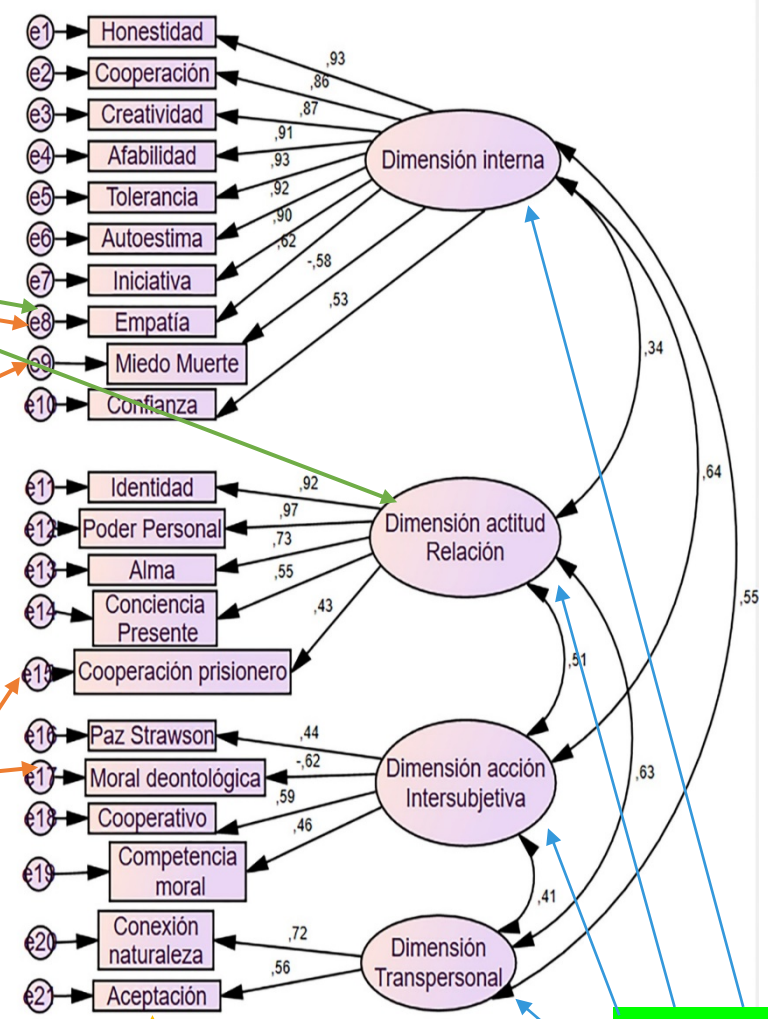 e1 Honestidad
,93
e2 Cooperación
,86
e3 Creatividad
,87
e4 Afabilidad
,91
Dimensión interna
,93
e5 Tolerancia
,92
e6 Autoestima
,90
,62
e7 Iniciativa
-,58
e8 Empatía
,53
e9 Miedo Muerte
,34
e10 Confianza
,64
e11 Identidad
,92
e12 Poder Personal
,97
Dimensión actitud
Relación
,73
e13 Alma
,55
e14 Conciencia
Presente
,43
,55
e15 Cooperación prisionero
,51
e16 Paz Strawson
,44
e17 Moral deontológica
-,62
Dimensión acción
Intersubjetiva
,63
,59
e18 Cooperativo
,46
e19 Competencia
moral
,41
e20 Conexión
naturaleza
,72
Dimensión
Transpersonal
,56
e21 Aceptación